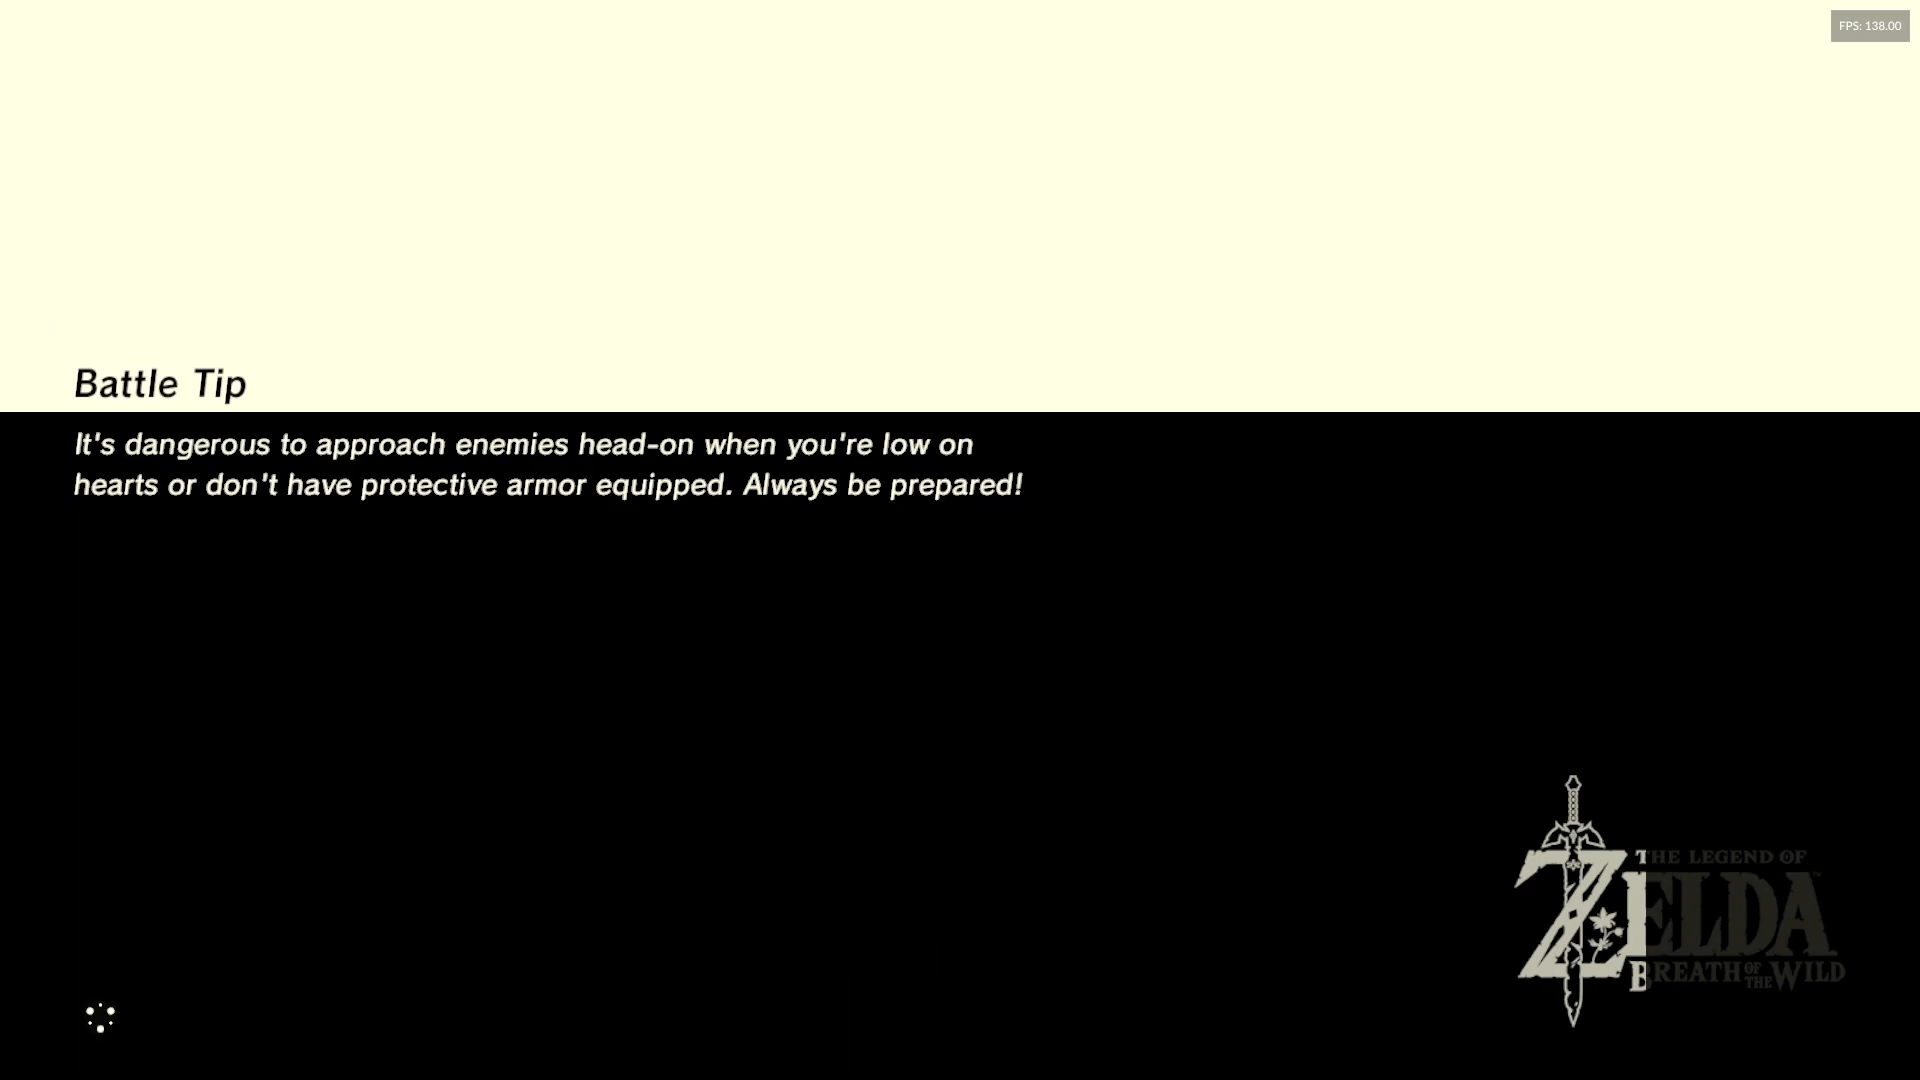 FPS: 138.00
Battle Tip
It's dangerous to approach enemies head-on when you're low on
hearts or don't have protective armor equipped. Always be prepared!
THE LEGEND OF
ZELDA
BREATH OF THE WILD